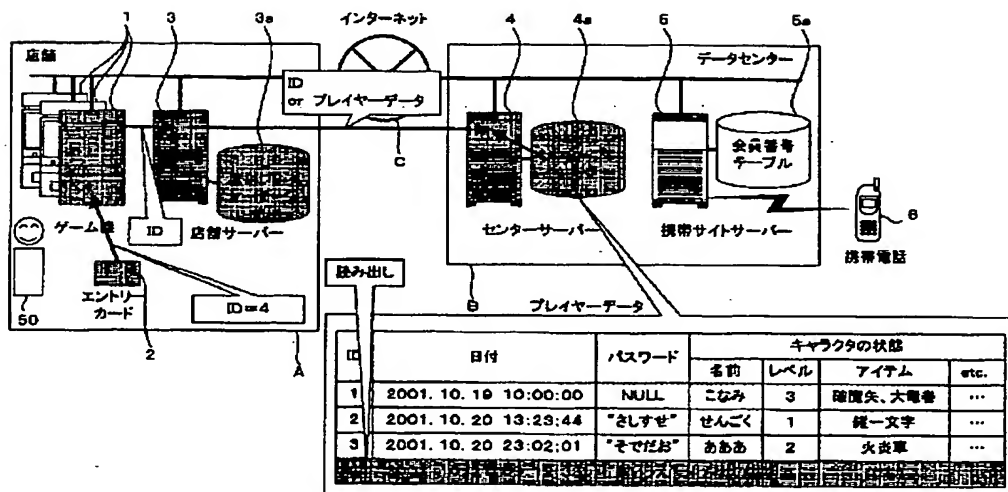 1 3 3a インターネット 4 4a 5 5a
店舗 データセンター
ID
or プレイヤーデータ
C
会員番号
テーブル
ID
ゲーム機 店舗サーバー センターサーバー 携帯サイトサーバー 6
携帯電話
読み出し
エントリ
カード
50 ID=4 B プレイヤーデータ
2 A
ID 日付 パスワード キャラクタの状態
名前 レベル アイテム etc.
1 2001. 10. 19 10:00:00 NULL こなみ 3 破魔矢、大竜巻 …
2 2001. 10. 20 13:23:44 "さしすせ" せんごく 1 錐一文字 …
3 2001. 10. 20 23:02:01 "そでだお" あああ 2 火炎車 …